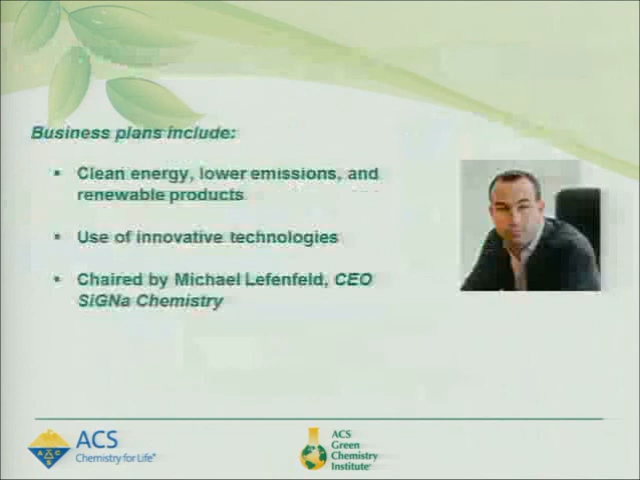 Business plans include:
▪ Clean energy, lower emissions, and
renewable products
▪ Use of innovative technologies
▪ Chaired by Michael Lefenfeld, CEO
SiGNa Chemistry
ACS
Chemistry for Life®
ACS
Green
Chemistry
Institute®